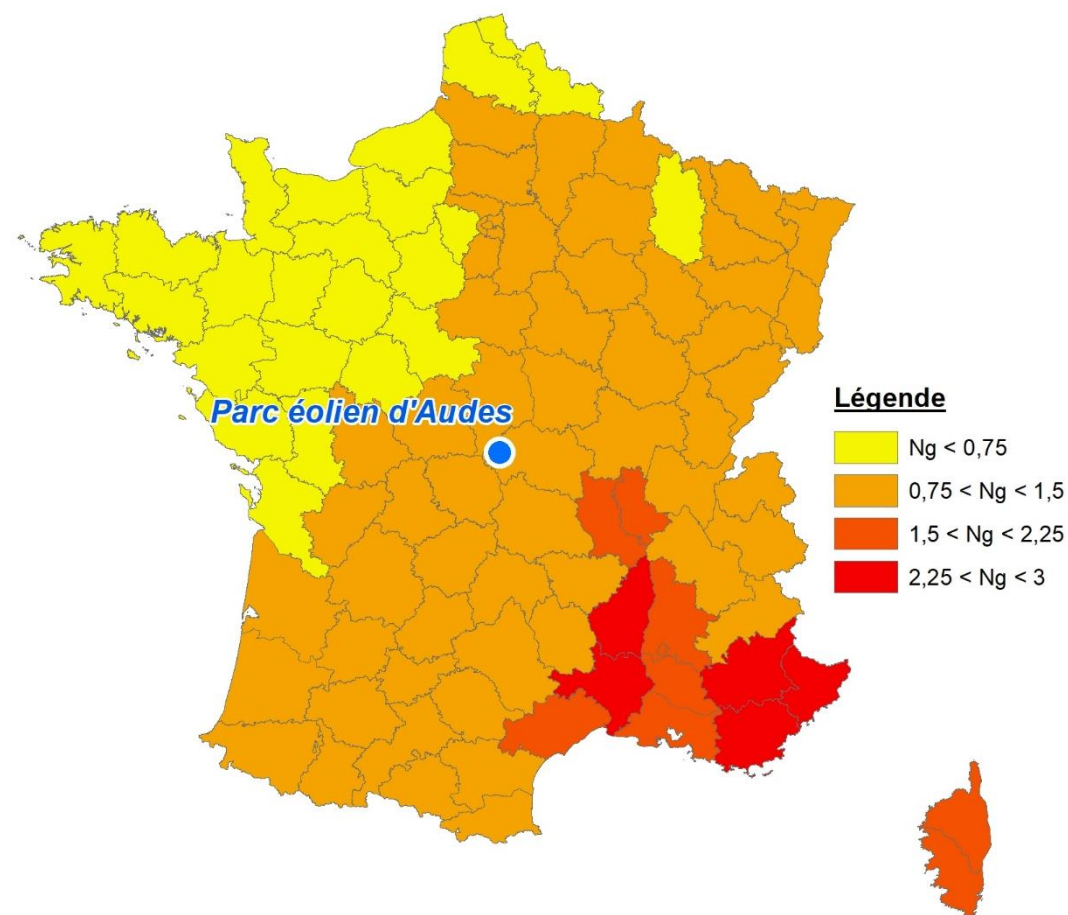 Parc éolien d'Audes
Légende
Ng < 0,75
0,75 < Ng < 1,5
1,5 < Ng < 2,25
2,25 < Ng < 3